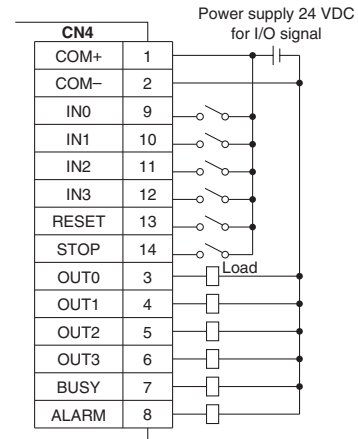 Power supply 24 VDC
for I/O signal
CN4
COM+ 1
COM– 2
IN0 9
IN1 10
IN2 11
IN3 12
RESET 13
STOP 14
OUT0 3
Load
OUT1 4
OUT2 5
OUT3 6
BUSY 7
ALARM 8